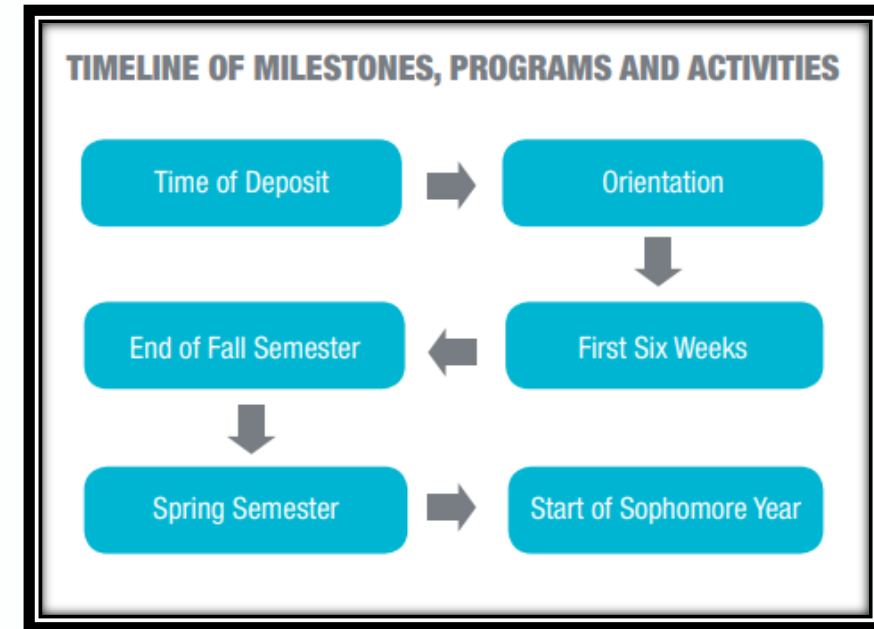 TIMELINE OF MILESTONES, PROGRAMS AND ACTIVITIES
Time of Deposit
Orientation
First Six Weeks
End of Fall Semester
Spring Semester
Start of Sophomore Year